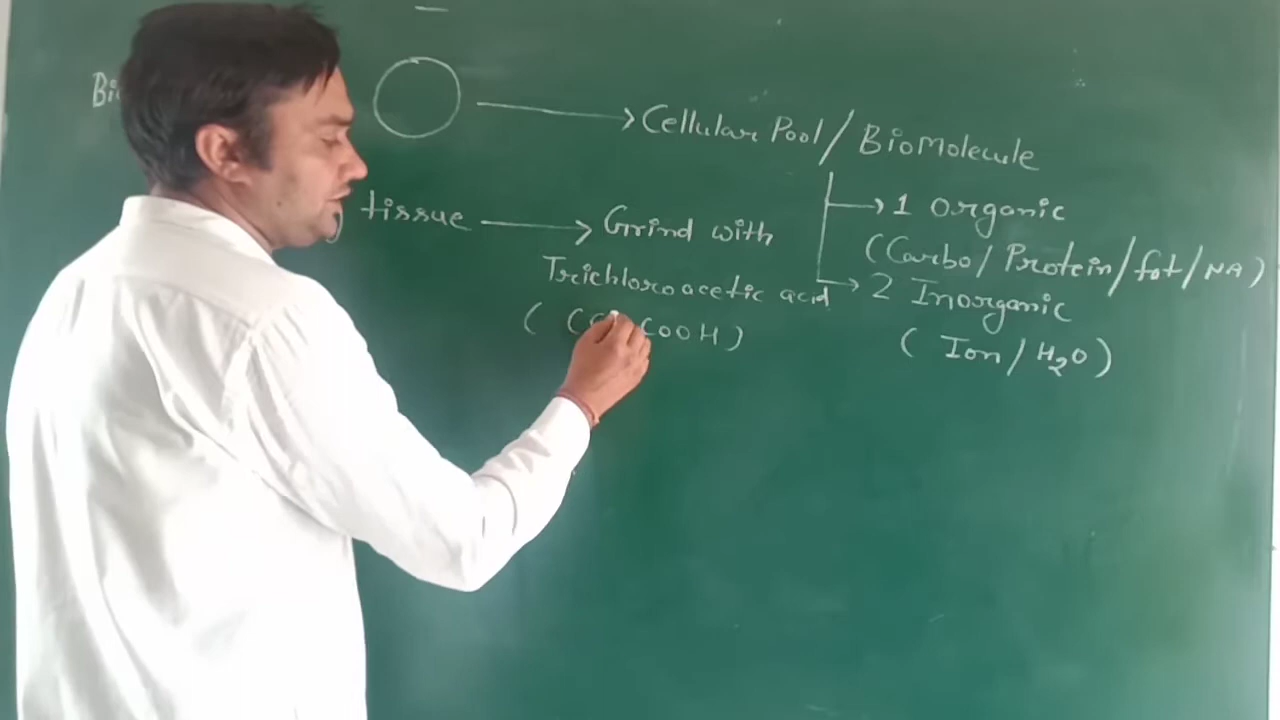 Cellular Pool / BioMolecule
tissue Grind with
Trichloroacetic acid
COOH)
1 Organic
(Carbo/Protein/fat/NA)
2 Inorganic
(Ion/H₂O)